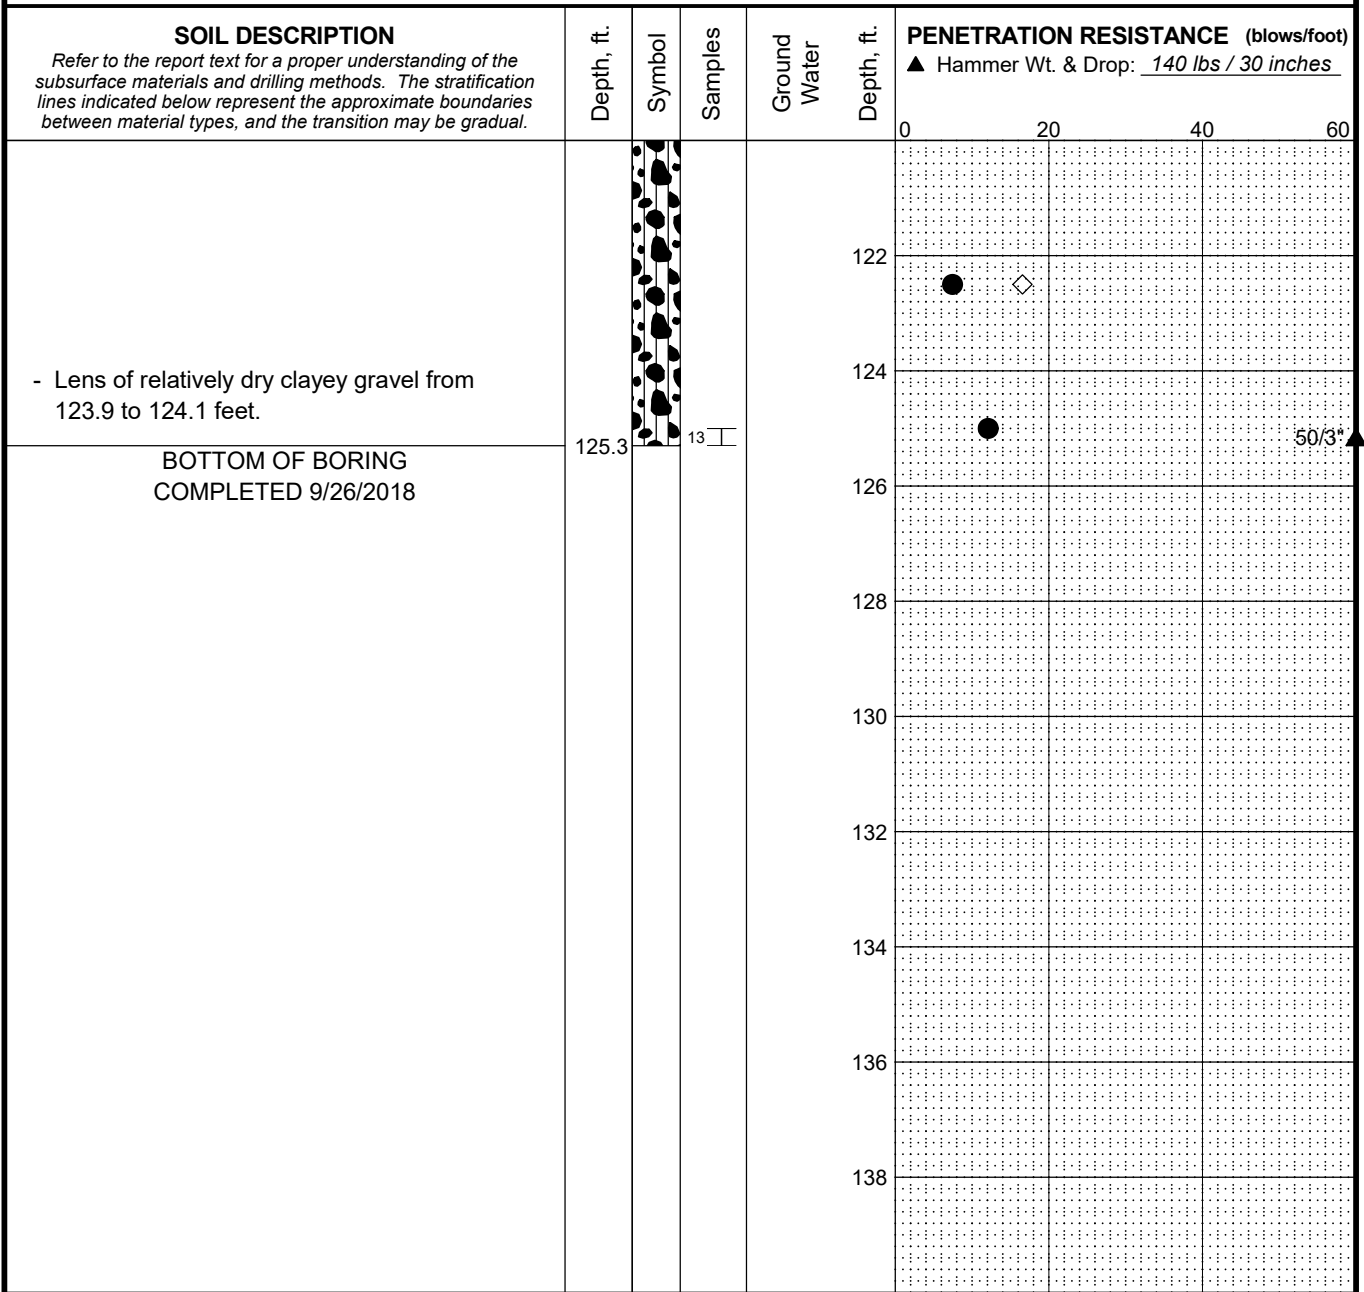 SOIL DESCRIPTION
Refer to the report text for a proper understanding of the
subsurface materials and drilling methods. The stratification
lines indicated below represent the approximate boundaries
between material types, and the transition may be gradual.
Depth, ft.
Symbol
Samples
Ground
Water
Depth, ft.
PENETRATION RESISTANCE (blows/foot)
▲ Hammer Wt. & Drop: 140 lbs / 30 inches
0 20 40 60
122
- Lens of relatively dry clayey gravel from
123.9 to 124.1 feet.
124
125.3
13
50/3"
BOTTOM OF BORING
COMPLETED 9/26/2018
126
128
130
132
134
136
138